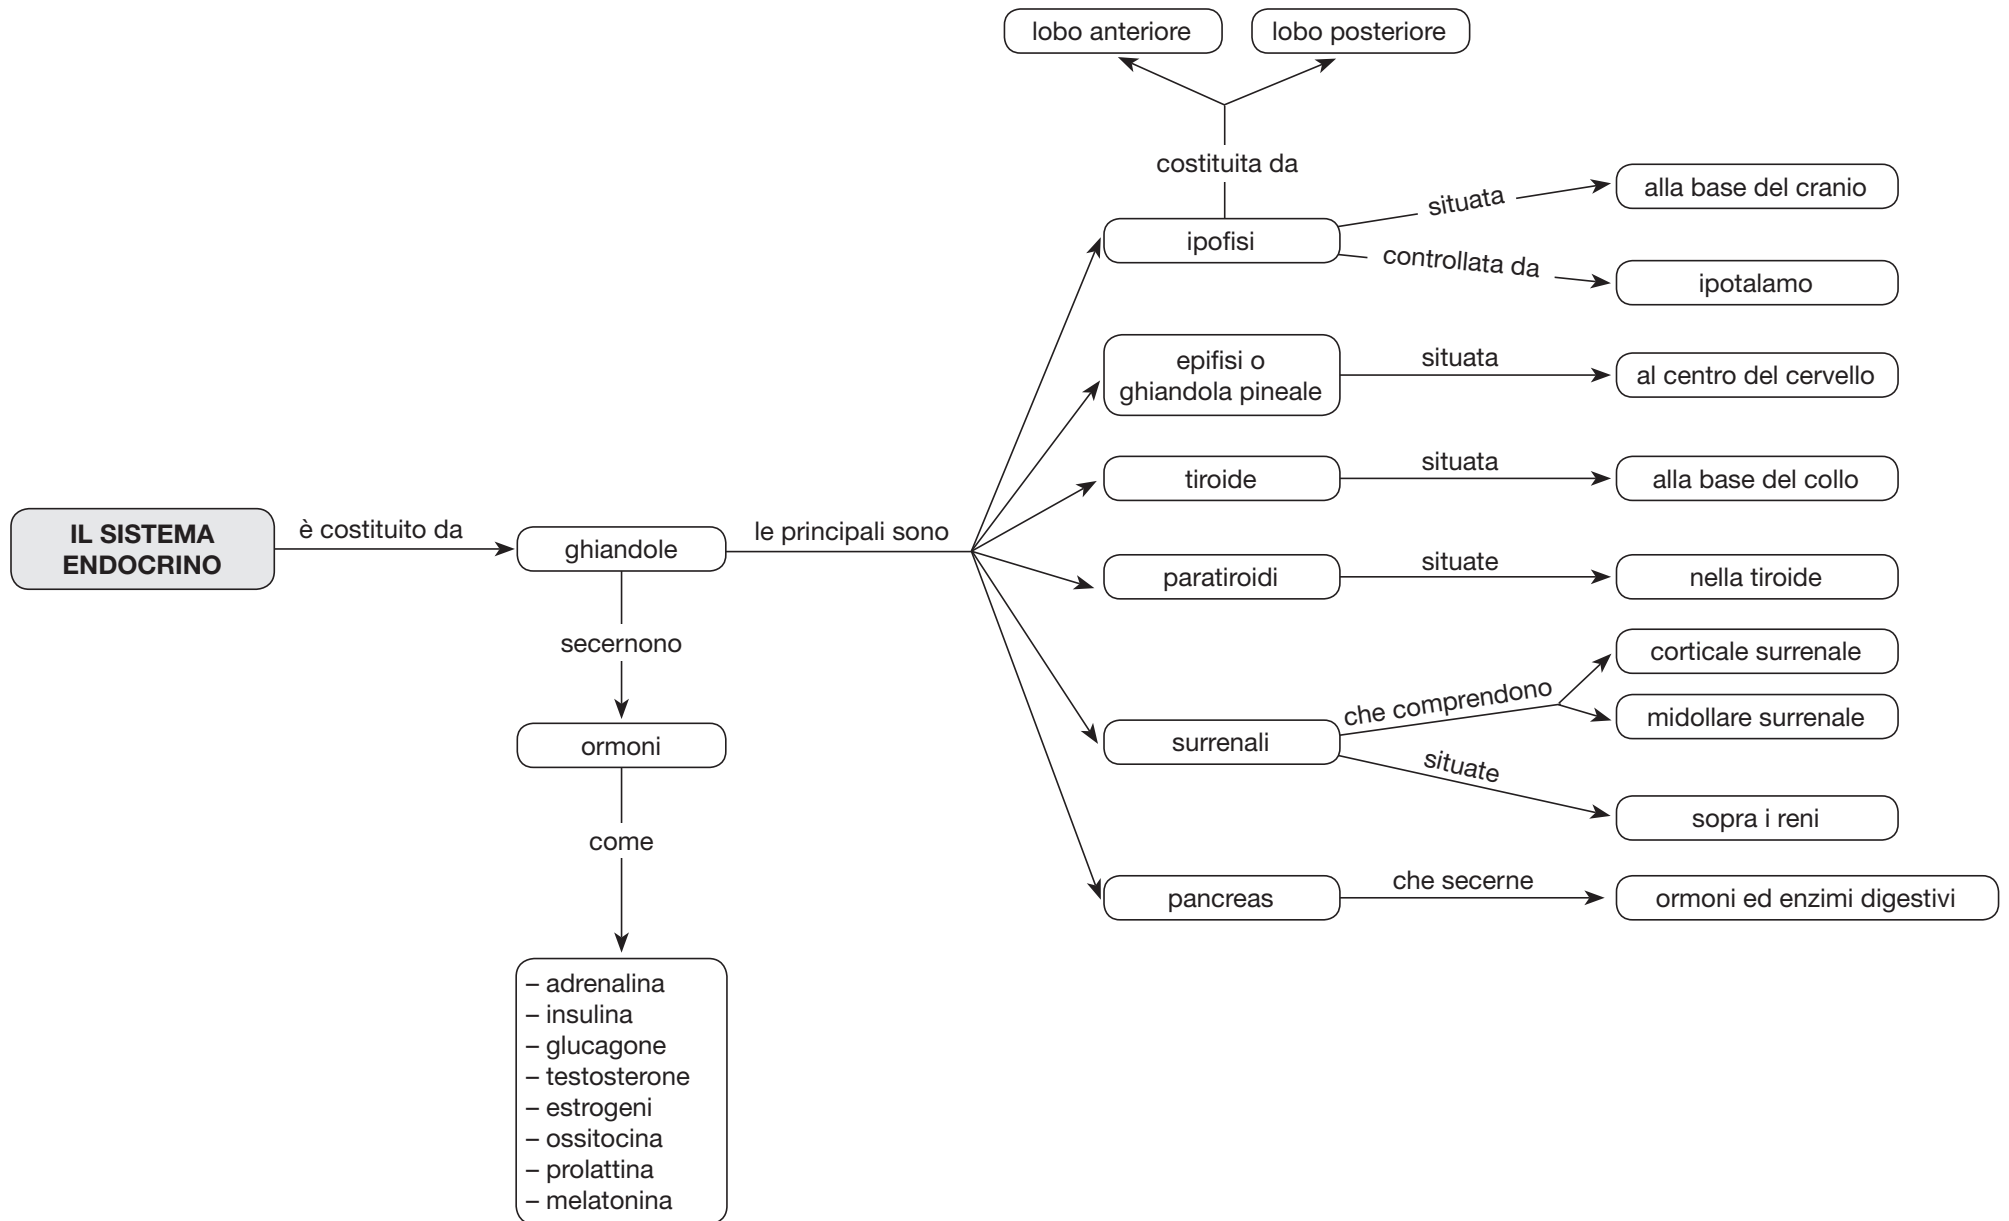 lobo anteriore
lobo posteriore
costituita da
situata
alla base del cranio
ipofisi
controllata da
ipotalamo
epifisi o
ghiandola pineale
situata
al centro del cervello
tiroide
situata
alla base del collo
IL SISTEMA
ENDOCRINO
è costituito da
ghiandole
le principali sono
paratiroidi
situate
nella tiroide
secernono
ormoni
come
– adrenalina
– insulina
– glucagone
– testosterone
– estrogeni
– ossitocina
– prolattina
– melatonina
surrenali
che comprendono
corticale surrenale
midollare surrenale
situate
sopra i reni
pancreas
che secerne
ormoni ed enzimi digestivi